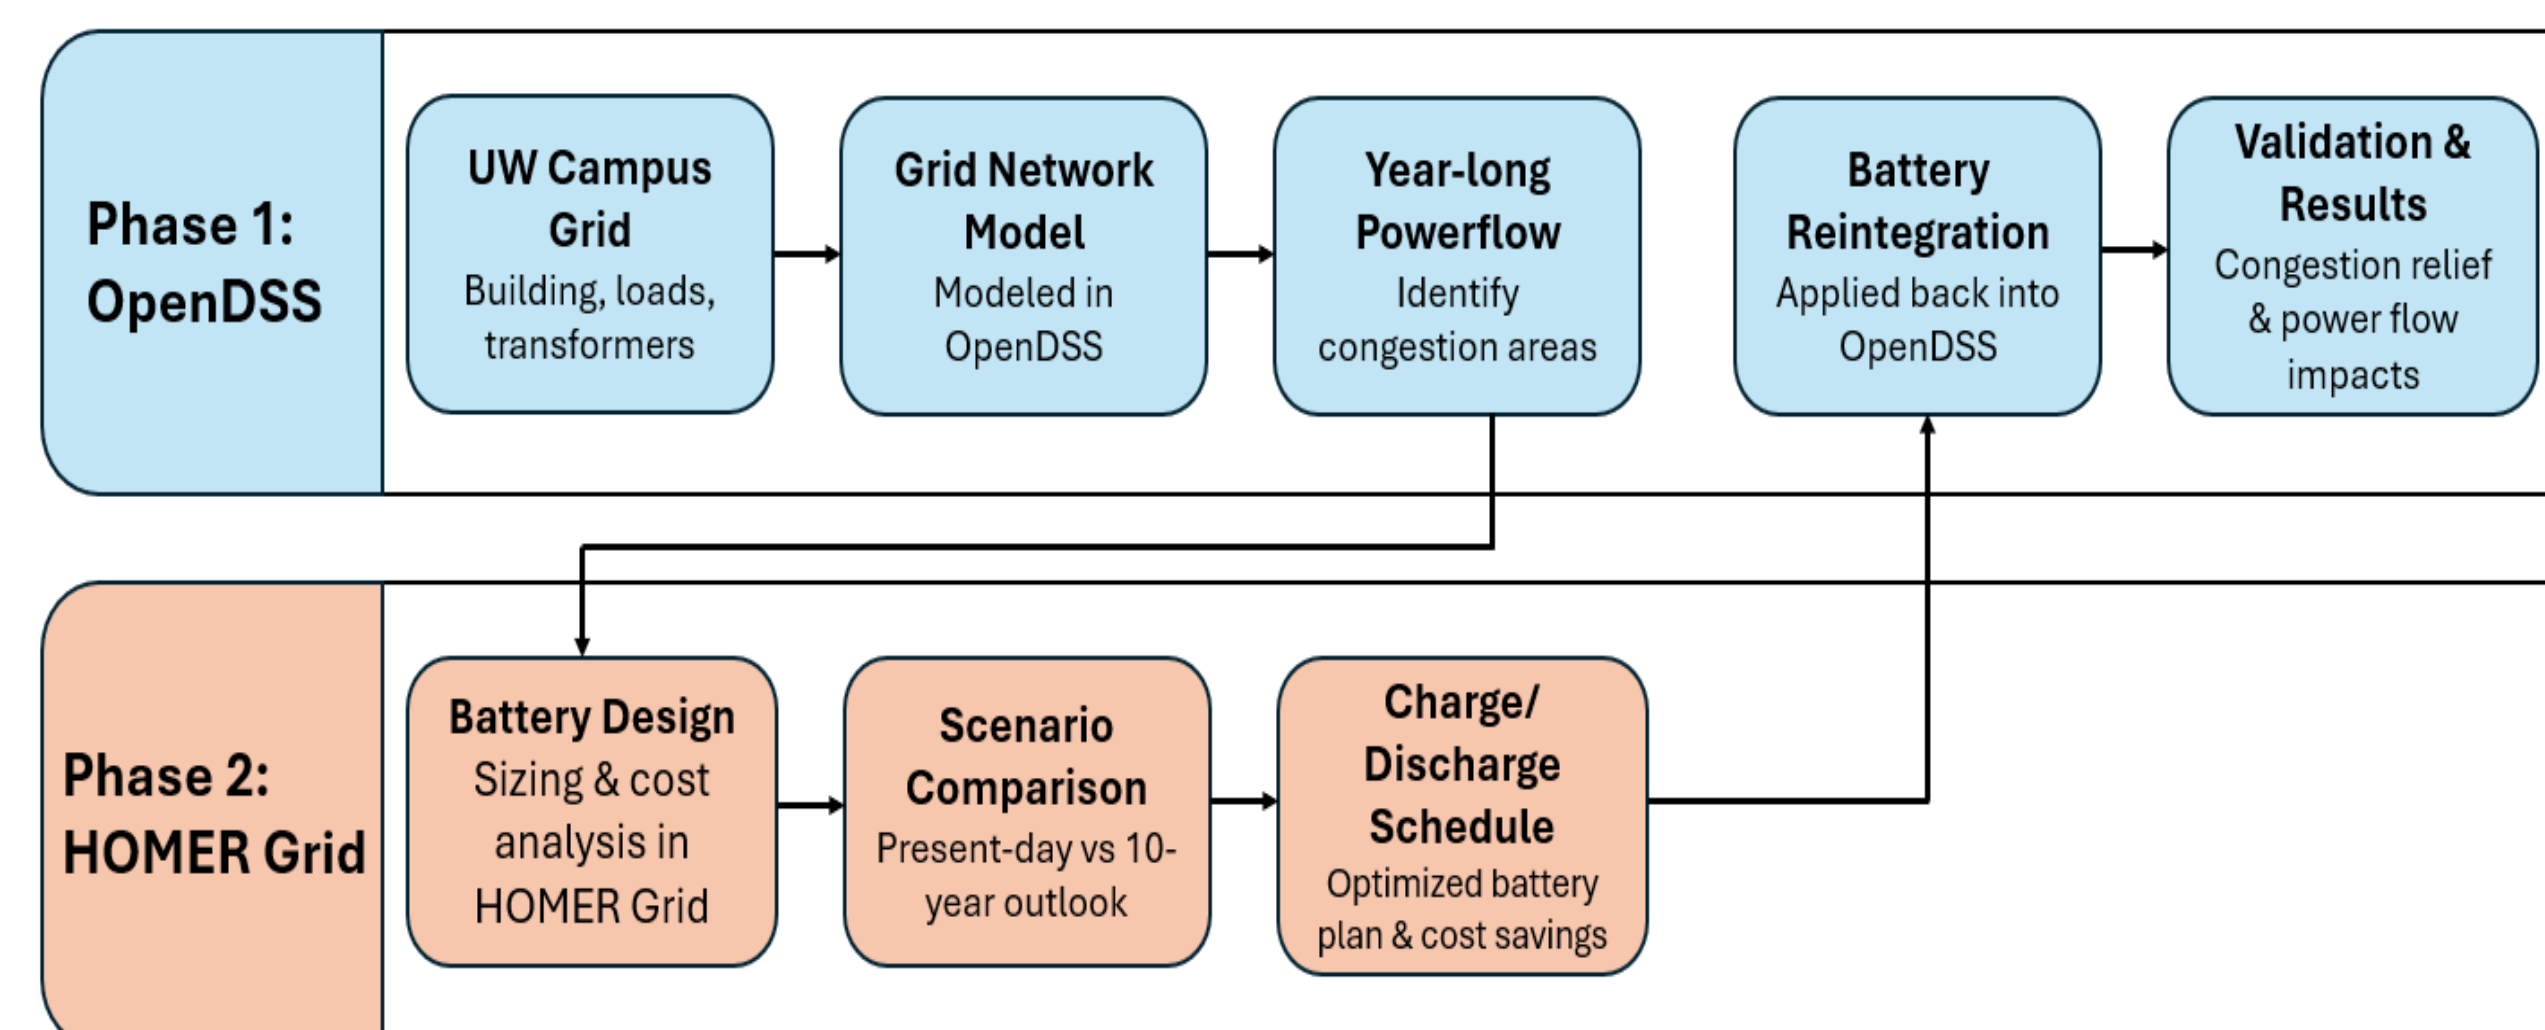 Phase 1:
OpenDSS
UW Campus
Grid
Building, loads,
transformers
Grid Network
Model
Modeled in
OpenDSS
Year-long
Powerflow
Identify
congestion areas
Battery
Reintegration
Applied back into
OpenDSS
Validation &
Results
Congestion relief
& power flow
impacts
Phase 2:
HOMER Grid
Battery Design
Sizing & cost
analysis in
HOMER Grid
Scenario
Comparison
Present-day vs 10-
year outlook
Charge/
Discharge
Schedule
Optimized battery
plan & cost savings